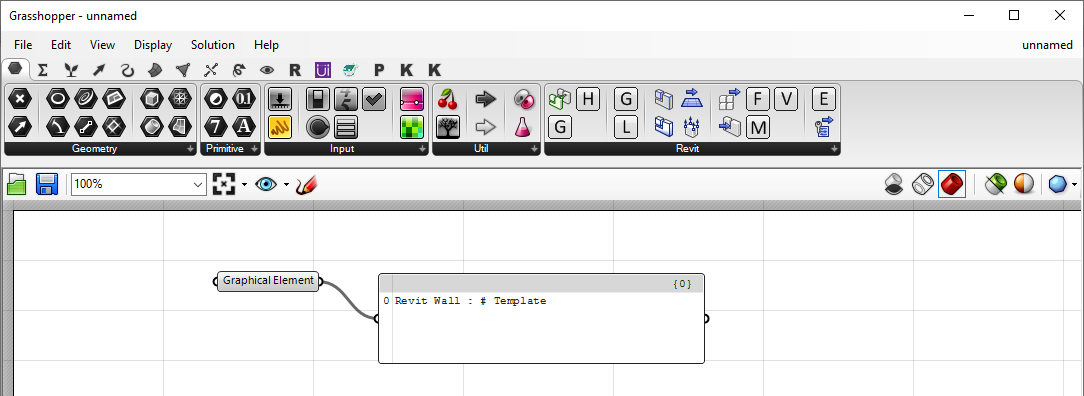 Grasshopper - unnamed
File Edit View Display Solution Help unnamed
Σ R Ui P K K
0.1 H G F V E
7 A G L M
Geometry Primitive Input Util Revit
100%
Graphical Element
{0}
0 Revit Wall : # Template